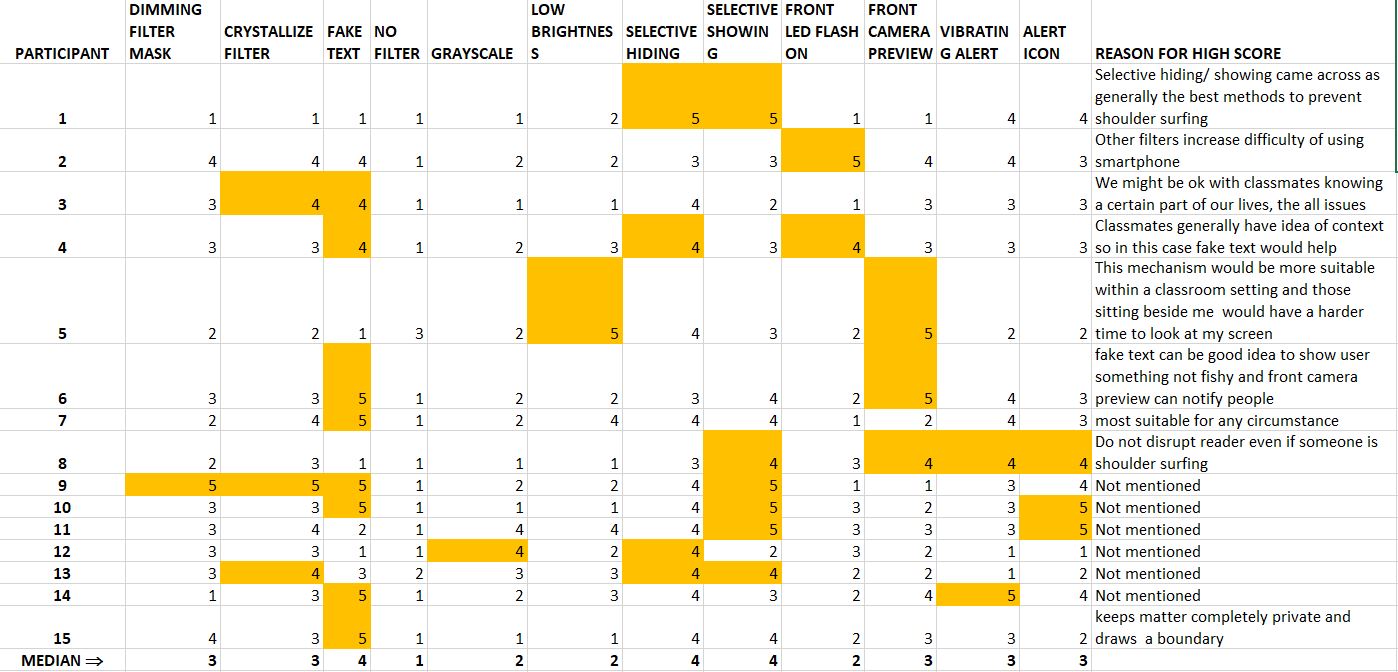 PARTICIPANT DIMMING FILTER MASK CRYSTALLIZE FILTER FAKE TEXT NO FILTER GRAYSCALE LOW BRIGHTNESS SELECTIVE HIDING SELECTIVE SHOWING FRONT LED FLASH ON FRONT CAMERA PREVIEW VIBRATING ALERT ALERT ICON REASON FOR HIGH SCORE
1 1 1 1 1 1 2 5 5 1 1 4 4 Selective hiding/ showing came across as
generally the best methods to prevent
shoulder surfing
2 4 4 4 1 2 2 3 3 5 4 4 3 Other filters increase difficulty of using
smartphone
3 3 4 4 1 1 1 4 2 1 3 3 3 We might be ok with classmates knowing
a certain part of our lives, the all issues
4 3 3 4 1 2 3 4 3 4 3 3 3 Classmates generally have idea of context
so in this case fake text would help
5 2 2 1 3 2 5 4 3 2 5 2 2 This mechanism would be more suitable
within a classroom setting and those
sitting beside me would have a harder
time to look at my screen
6 3 3 5 1 2 2 3 4 2 5 4 3 fake text can be good idea to show user
something not fishy and front camera
preview can notify people
7 2 4 5 1 2 4 4 4 1 2 4 3 most suitable for any circumstance
8 2 3 1 1 1 1 3 4 3 4 4 4 Do not disrupt reader even if someone is
shoulder surfing
9 5 5 5 1 2 2 4 5 1 1 3 4 Not mentioned
10 3 3 5 1 1 1 4 5 3 2 3 5 Not mentioned
11 3 4 2 1 4 4 4 5 3 3 3 5 Not mentioned
12 3 3 1 1 4 2 4 2 3 2 1 1 Not mentioned
13 3 4 3 2 3 3 4 4 2 2 1 2 Not mentioned
14 1 3 5 1 2 3 4 3 2 4 5 4 Not mentioned
15 4 3 5 1 1 1 4 4 2 3 3 2 keeps matter completely private and
draws a boundary
MEDIAN ⇒ 3 3 4 1 2 2 4 4 2 3 3 3